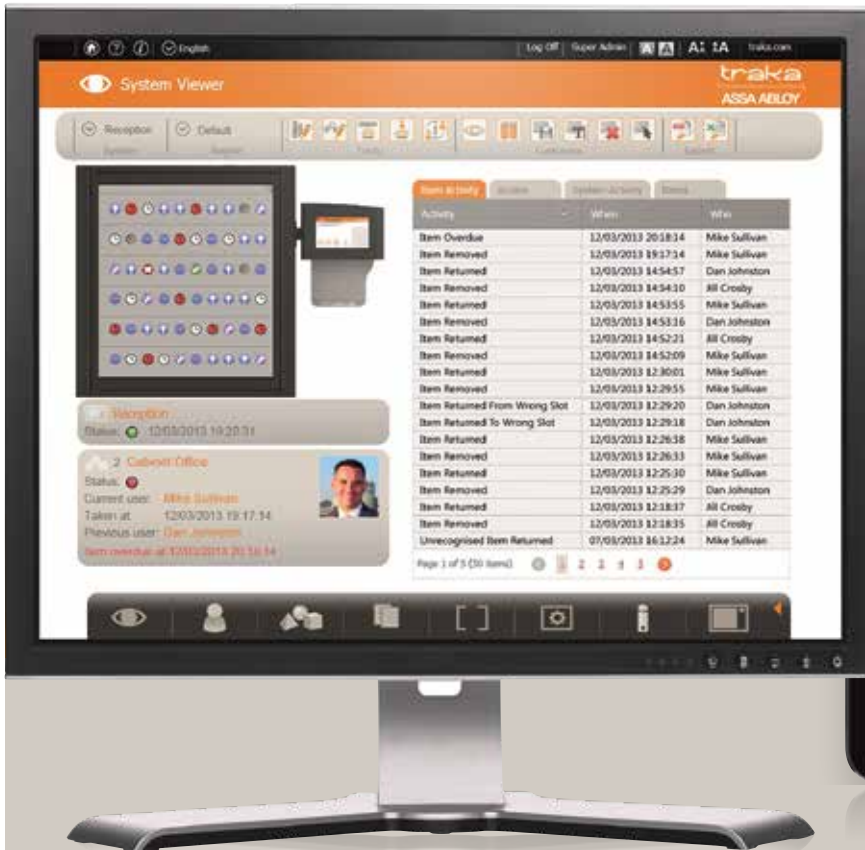 English
Log Off Super Admin A A A: :A traka.com
System Viewer
traka
ASSA ABLOY
Reception Default
Item Activity System Activity Items
Activity When Who
Item Overdue 12/03/2013 20:18:14 Mike Sullivan
Item Removed 12/03/2013 19:17:14 Mike Sullivan
Item Returned 12/03/2013 14:54:57 Dan Johnston
Item Removed 12/03/2013 14:54:10 Jill Crosby
Item Returned 12/03/2013 14:53:55 Mike Sullivan
Item Removed 12/03/2013 14:53:16 Dan Johnston
Item Returned 12/03/2013 14:52:21 Jill Crosby
Item Removed 12/03/2013 14:52:09 Mike Sullivan
Item Returned 12/03/2013 12:30:01 Mike Sullivan
Item Removed 12/03/2013 12:29:55 Mike Sullivan
Item Returned From Wrong Slot 12/03/2013 12:29:20 Dan Johnston
Item Returned To Wrong Slot 12/03/2013 12:29:18 Dan Johnston
Item Returned 12/03/2013 12:26:38 Mike Sullivan
Item Removed 12/03/2013 12:26:33 Mike Sullivan
Item Returned 12/03/2013 12:25:30 Mike Sullivan
Item Removed 12/03/2013 12:25:29 Dan Johnston
Item Returned 12/03/2013 12:18:37 Jill Crosby
Item Removed 12/03/2013 12:18:35 Jill Crosby
Unrecognised Item Returned 07/03/2013 16:12:24 Mike Sullivan
Page 1 of 5 (50 items) 1 2 3 4 5
Reception
Status: 12/03/2013 19:20:31
2 Cabinet Office
Status:
Current user: Mike Sullivan
Taken at 12/03/2013 19:17:14
Previous user: Dan Johnston
Item overdue at 12/03/2013 20:18:14